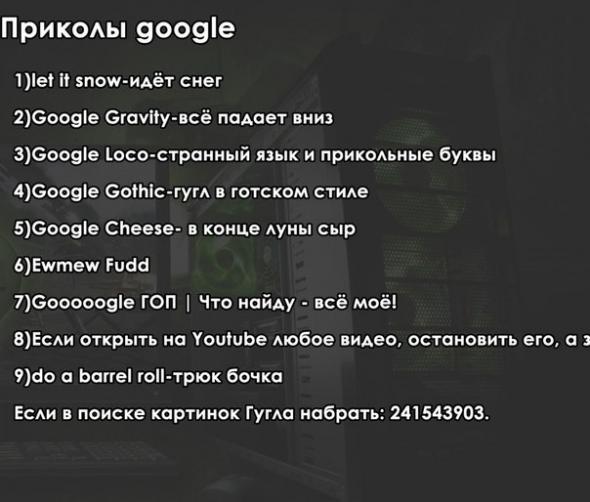 Приколы google
1)let it snow-идёт снег
2)Google Gravity-всё падает вниз
3)Google Loco-странный язык и прикольные буквы
4)Google Gothic-гугл в готском стиле
5)Google Cheese- в конце луны сыр
6)Ewmew Fudd
7)Gooooogle ГОП | Что найду - всё моё!
8)Если открыть на Youtube любое видео, остановить его, а
9)do a barrel roll-трюк бочка
Если в поиске картинок Гугла набрать: 241543903.